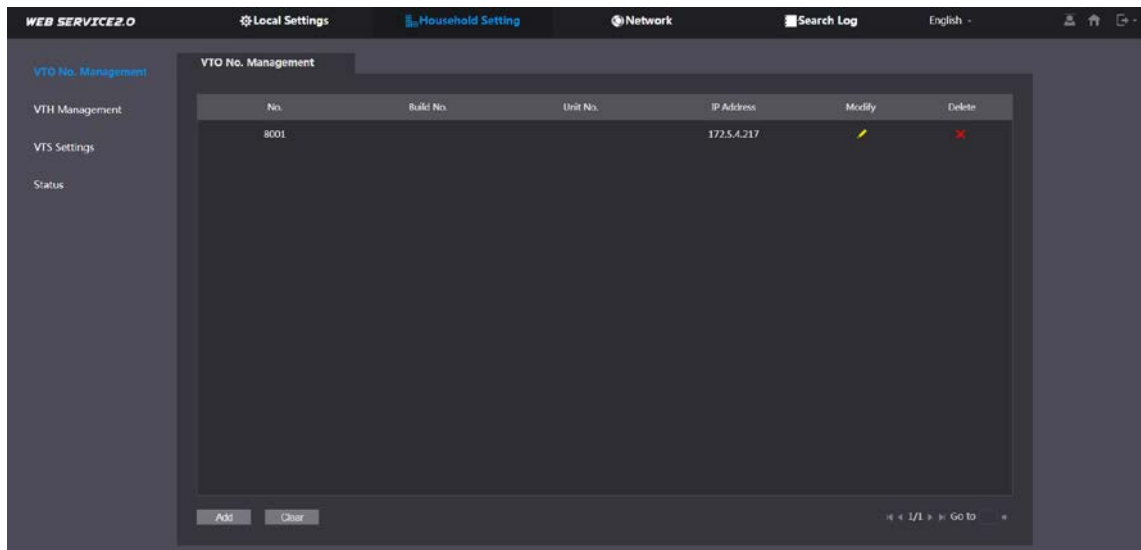 WEB SERVICE2.0 Local Settings Household Setting Network Search Log English
VTO No. Management
VTO No. Management
VTH Management
VTS Settings
Status
No. Build No. Unit No. IP Address Modify Delete
8001 172.5.4.217
Add Clear 1/1 Go to